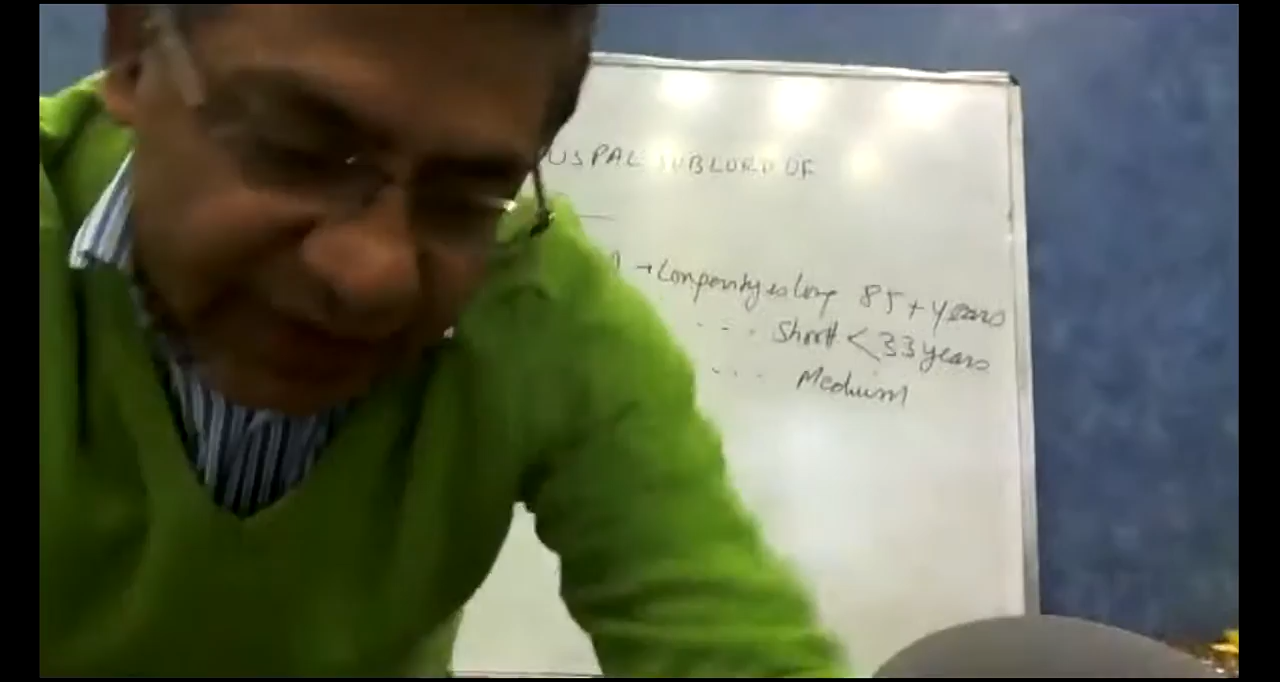 USPAL SUBLORD OF
→ Longevity is long 85+ years
- - - Short < 33 years
- - - Medium